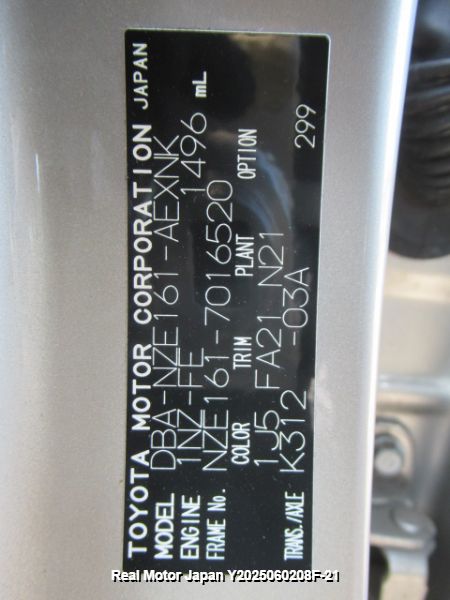 TOYOTA MOTOR CORPORATION JAPAN
MODEL DBA-NZE161-AEXNK
ENGINE 1NZ-FE 1496 mL
FRAME No. NZE161-7016520
COLOR TRIM PLANT OPTION
1J5 FA21 N21
TRANS./AXLE K312 -03A 299
Real Motor Japan Y2025060208F-21